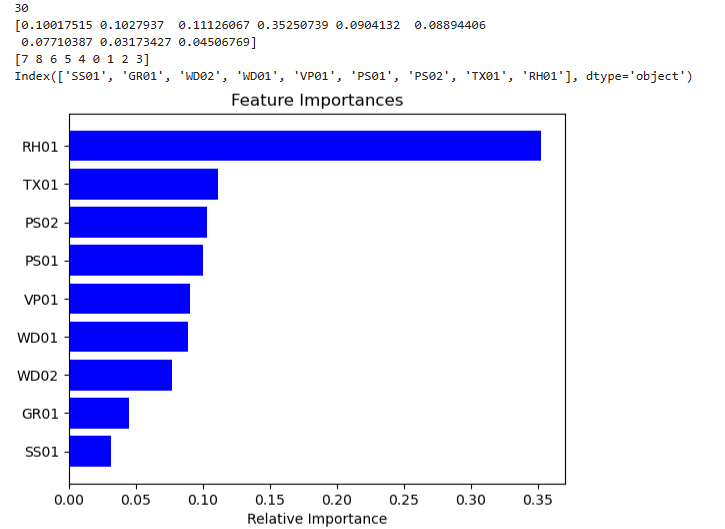 30
[0.10017515 0.1027937  0.11126067 0.35250739 0.0904132  0.08894406
 0.07710387 0.03173427 0.04506769]
[7 8 6 5 4 0 1 2 3]
Index(['SS01', 'GR01', 'WD02', 'WD01', 'VP01', 'PS01', 'PS02', 'TX01', 'RH01'], dtype='object')
Feature Importances
RH01
TX01
PS02
PS01
VP01
WD01
WD02
GR01
SS01
0.00 0.05 0.10 0.15 0.20 0.25 0.30 0.35
Relative Importance